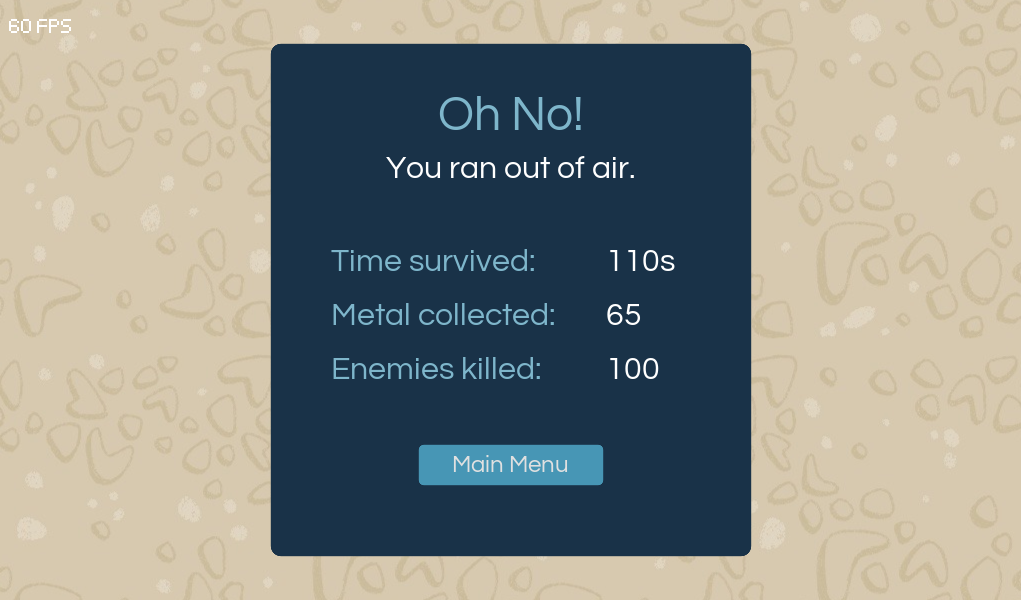 60 FPS
Oh No!
You ran out of air.
Time survived: 110s
Metal collected: 65
Enemies killed: 100
Main Menu